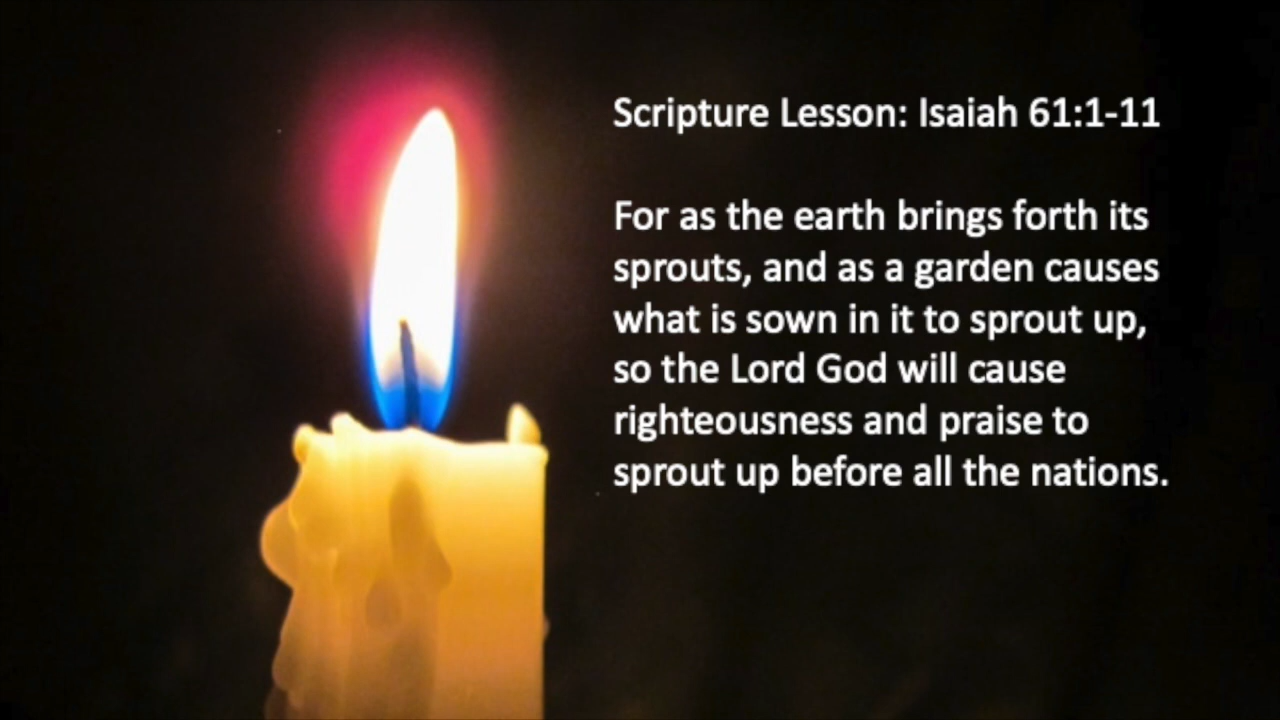 Scripture Lesson: Isaiah 61:1-11
For as the earth brings forth its
sprouts, and as a garden causes
what is sown in it to sprout up,
so the Lord God will cause
righteousness and praise to
sprout up before all the nations.